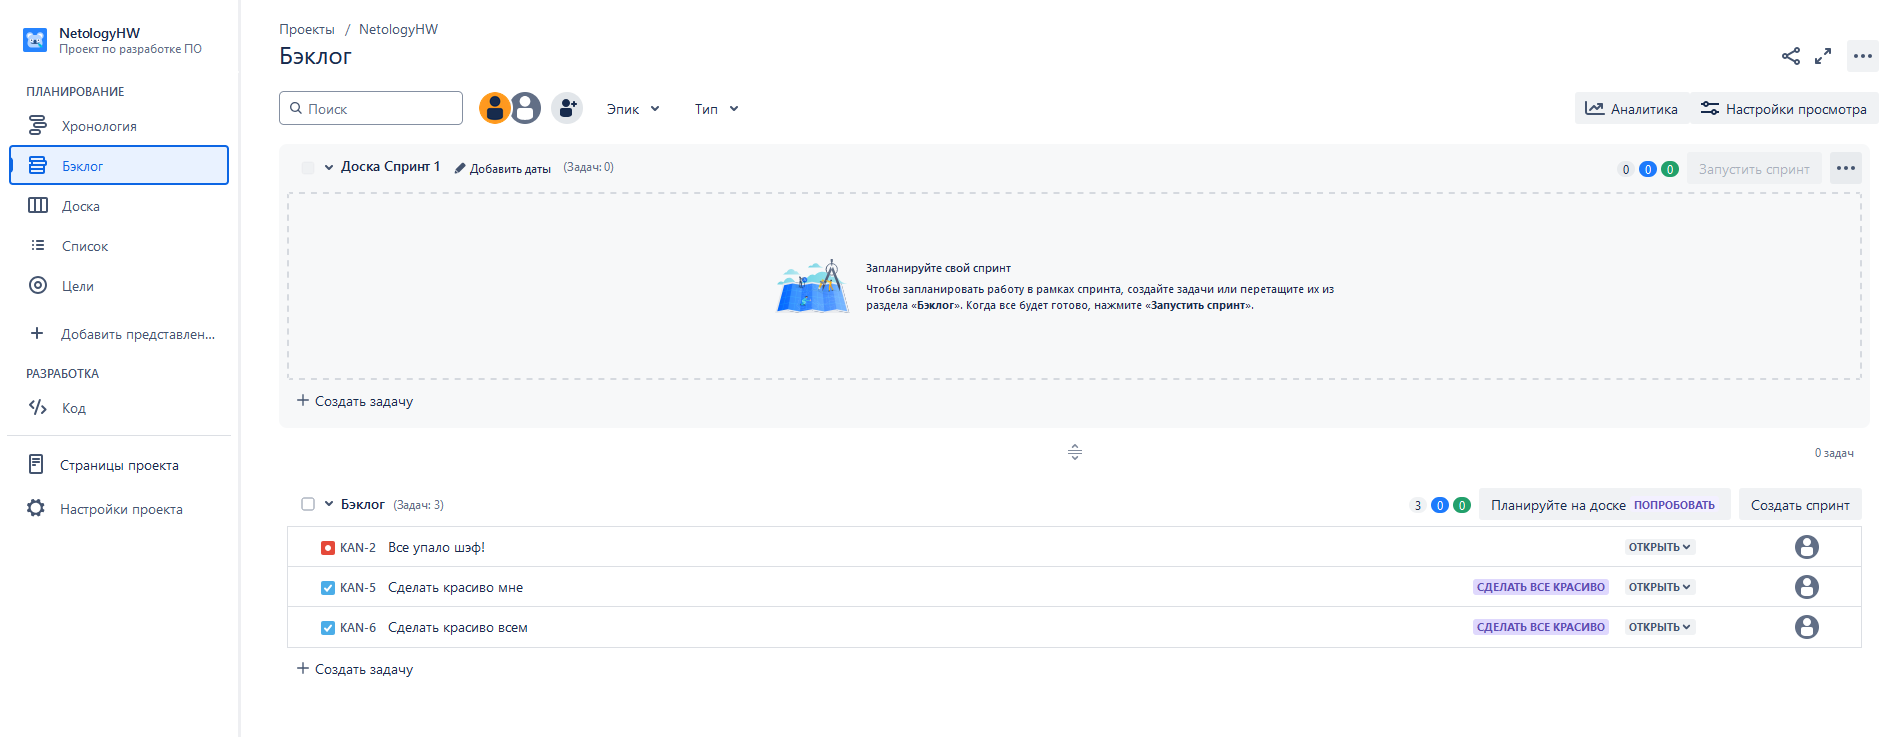 NetologyHW
Проект по разработке ПО
ПЛАНИРОВАНИЕ
Хронология
Бэклог
Доска
Список
Цели
Добавить представлен...
РАЗРАБОТКА
Код
Страницы проекта
Настройки проекта
Проекты / NetologyHW
Бэклог
Поиск
Эпик
Тип
Аналитика
Настройки просмотра
Доска Спринт 1 Добавить даты (Задач: 0)
0 0 0 Запустить спринт
Запланируйте свой спринт
Чтобы запланировать работу в рамках спринта, создайте задачи или перетащите их из
раздела «Бэклог». Когда все будет готово, нажмите «Запустить спринт».
+ Создать задачу
0 задач
Бэклог (Задач: 3)
3 0 0 Планируйте на доске ПОПРОБОВАТЬ Создать спринт
KAN-2 Все упало шэф! ОТКРЫТЬ
KAN-5 Сделать красиво мне СДЕЛАТЬ ВСЕ КРАСИВО ОТКРЫТЬ
KAN-6 Сделать красиво всем СДЕЛАТЬ ВСЕ КРАСИВО ОТКРЫТЬ
+ Создать задачу